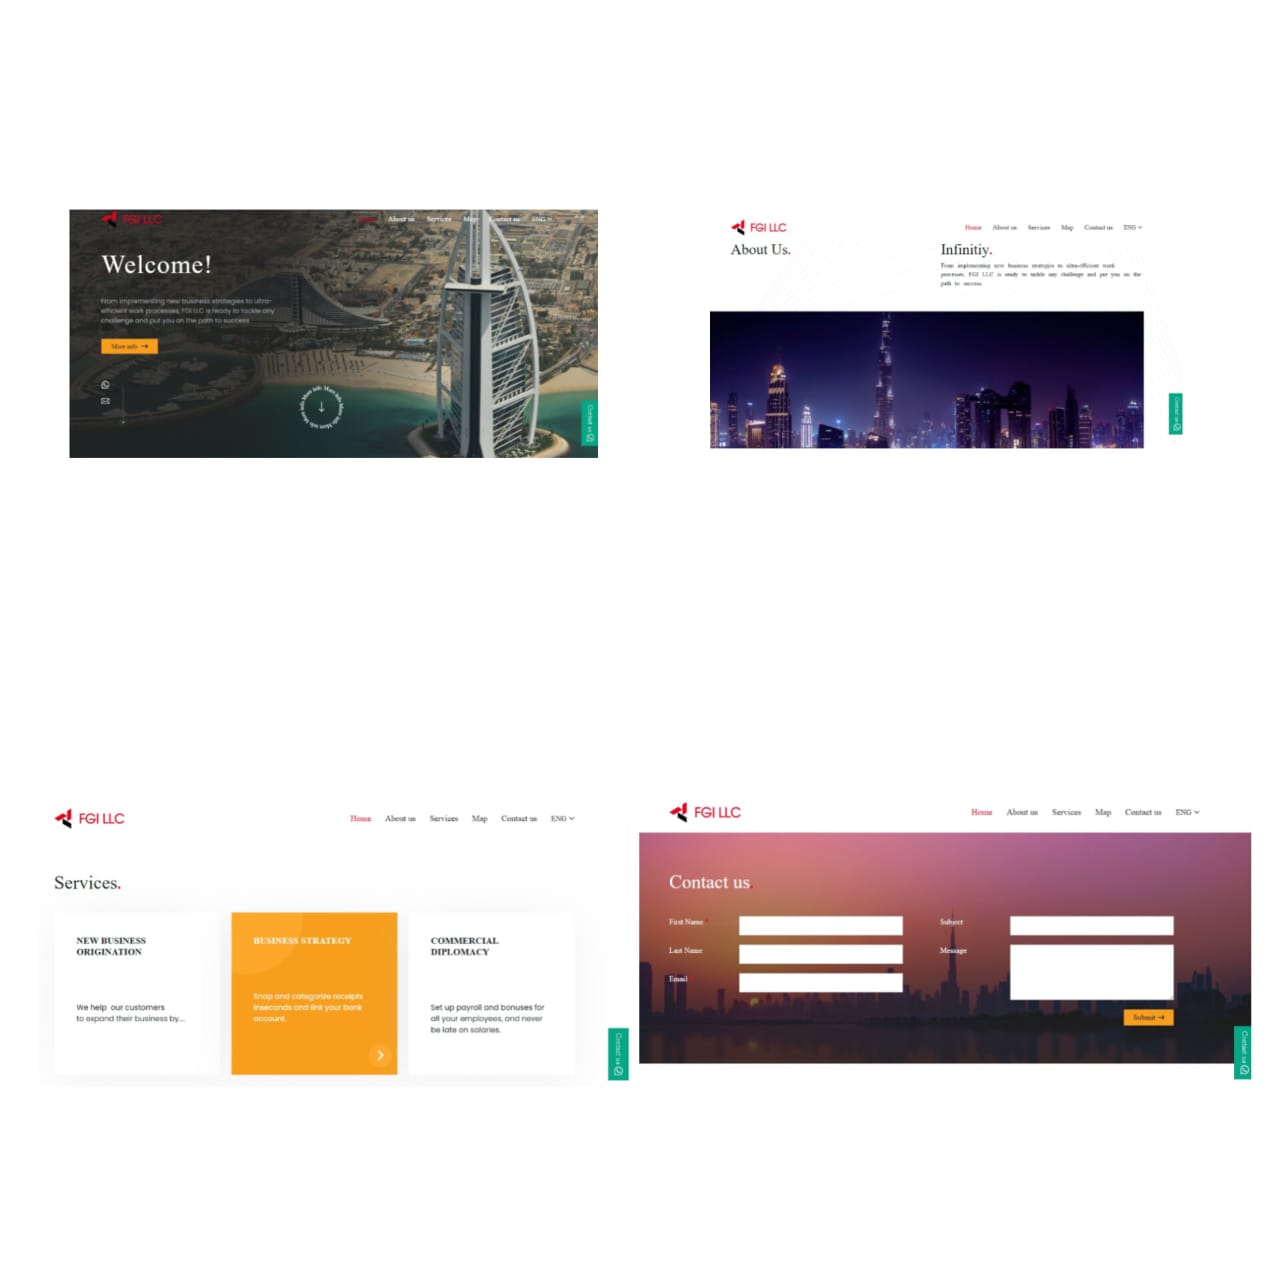 FGI LLC
Home About us Services Map Contact us ENG
Welcome!
From implementing new business strategies to ultra-
efficient work processes, FGI LLC is ready to tackle any
challenge and put you on the path to success
More info →
More info More info More info More info
Contact us
FGI LLC
Home About us Services Map Contact us ENG
About Us.
Infinitiy.
From implementing new business strategies to ultra-efficient work
processes, FGI LLC is ready to tackle any challenge and put you on the
path to success.
Contact us
FGI LLC
Home About us Services Map Contact us ENG
Services.
NEW BUSINESS
ORIGINATION
We help our customers
to expand their business by...
BUSINESS STRATEGY
Snap and categorize receipts
inseconds and link your bank
account.
COMMERCIAL
DIPLOMACY
Set up payroll and bonuses for
all your employees, and never
be late on salaries.
Contact us
FGI LLC
Home About us Services Map Contact us ENG
Contact us.
First Name *
Last Name
Email
Subject
Message
Submit →
Contact us